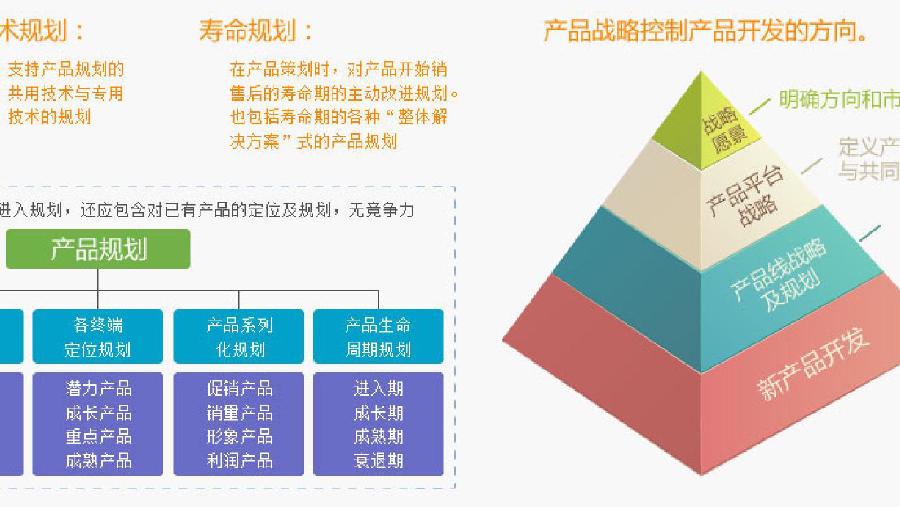 术规划：
支持产品规划的
共用技术与专用
技术的规划
寿命规划：
在产品策划时，对产品开始销
售后的寿命期的主动改进规划。
也包括寿命期的各种“整体解
决方案”式的产品规划
进入规划，还应包含对已有产品的定位及规划，无竞争力
产品规划
各终端
定位规划
产品系列
化规划
产品生命
周期规划
潜力产品
成长产品
重点产品
成熟产品
促销产品
销量产品
形象产品
利润产品
进入期
成长期
成熟期
衰退期
产品战略控制产品开发的方向。
战略
愿景
明确方向和市
产品平台
战略
定义产
与共同
产品线战略
及规划
新产品开发